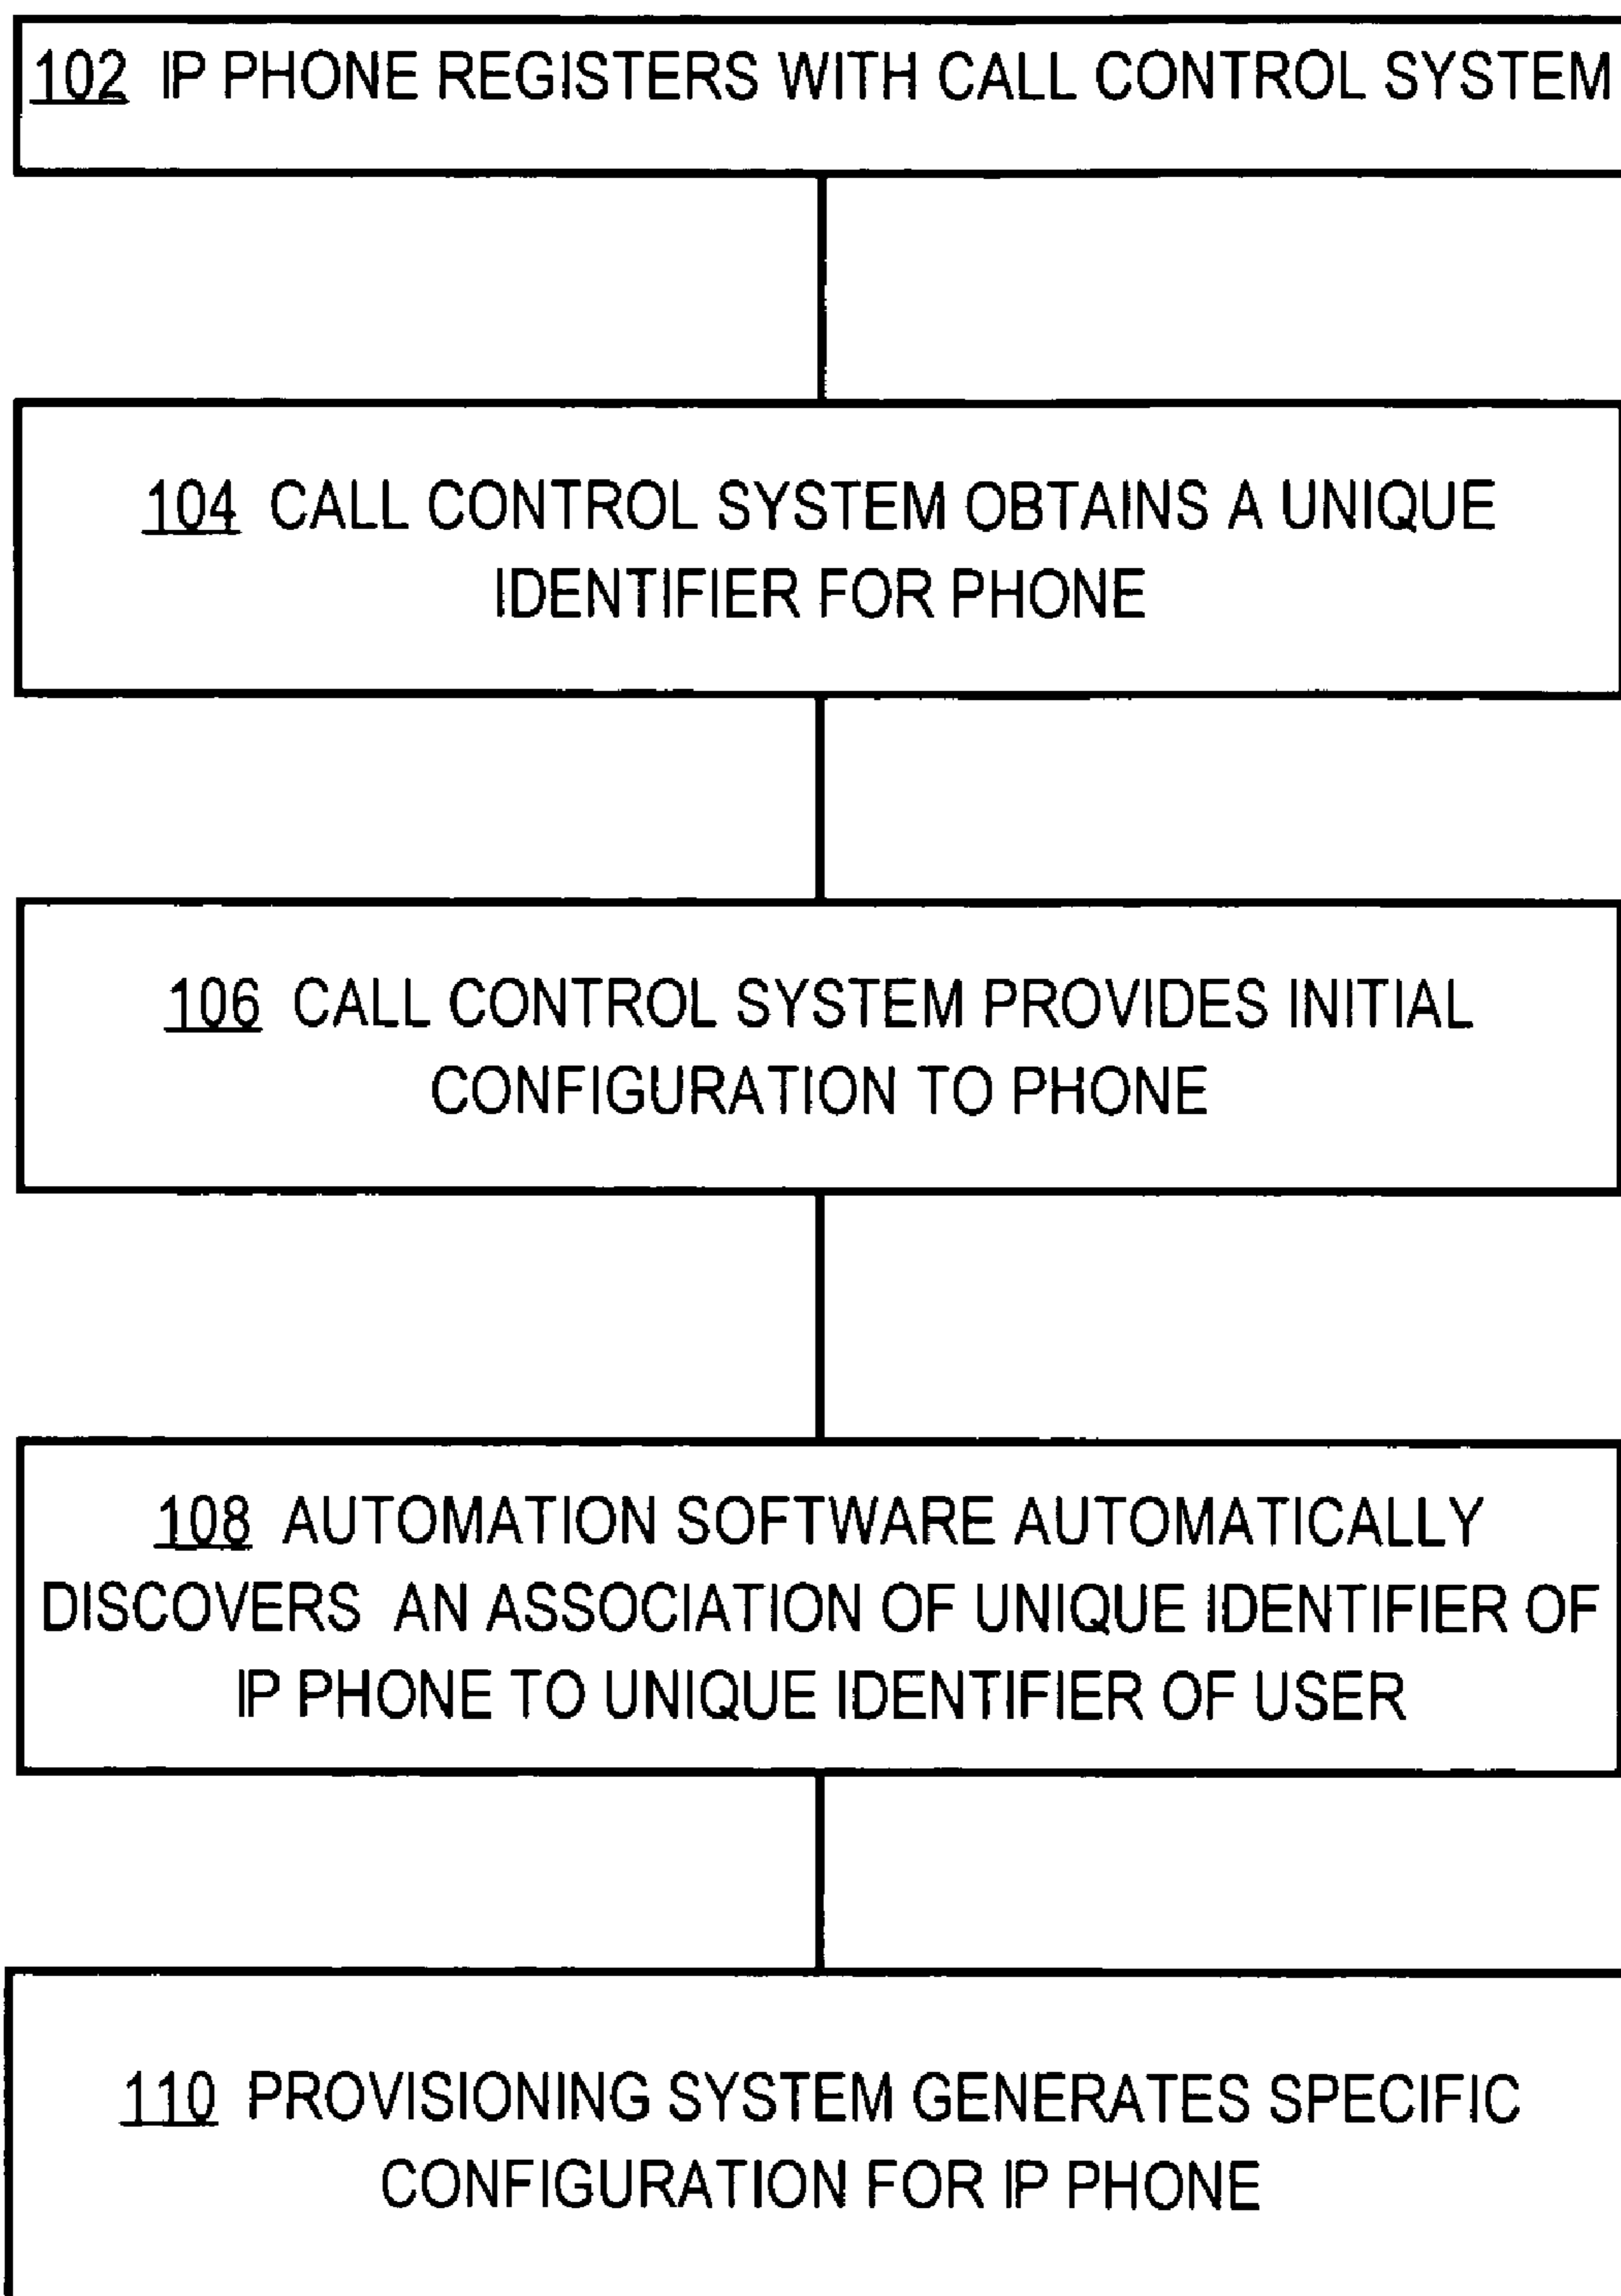 102 IP PHONE REGISTERS WITH CALL CONTROL SYSTEM
104 CALL CONTROL SYSTEM OBTAINS A UNIQUE
IDENTIFIER FOR PHONE
106 CALL CONTROL SYSTEM PROVIDES INITIAL
CONFIGURATION TO PHONE
108 AUTOMATION SOFTWARE AUTOMATICALLY
DISCOVERS AN ASSOCIATION OF UNIQUE IDENTIFIER OF
IP PHONE TO UNIQUE IDENTIFIER OF USER
110 PROVISIONING SYSTEM GENERATES SPECIFIC
CONFIGURATION FOR IP PHONE